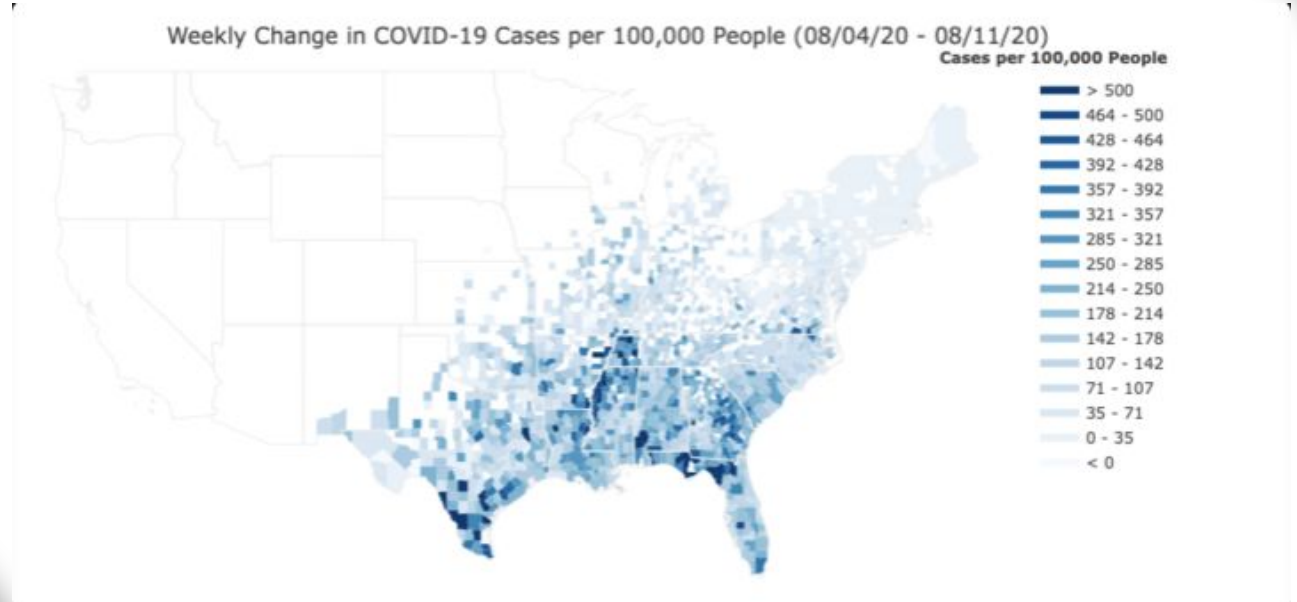 Weekly Change in COVID-19 Cases per 100,000 People (08/04/20 - 08/11/20)
Cases per 100,000 People
> 500
464 - 500
428 - 464
392 - 428
357 - 392
321 - 357
285 - 321
250 - 285
214 - 250
178 - 214
142 - 178
107 - 142
71 - 107
35 - 71
0 - 35
< 0